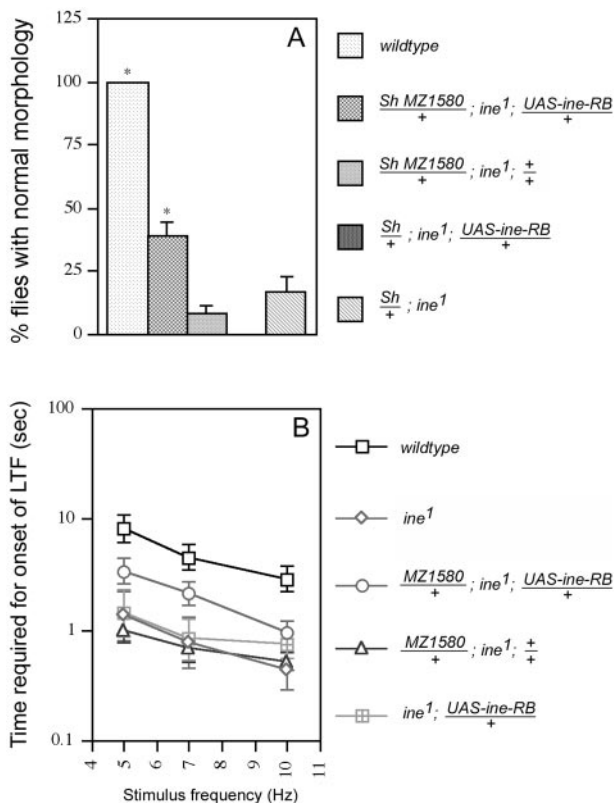 A
% flies with normal morphology
125
100
75
50
25
0
*
*
wildtype
Sh MZ1580/+ ; ine1; UAS-ine-RB/+
Sh MZ1580/+ ; ine1; +/+
Sh/+ ; ine1; UAS-ine-RB/+
Sh/+ ; ine1
B
Time required for onset of LTF (sec)
100
10
1
0.1
4 5 6 7 8 9 10 11
Stimulus frequency (Hz)
wildtype
ine1
MZ1580/+ ; ine1; UAS-ine-RB/+
MZ1580/+ ; ine1; +/+
ine1; UAS-ine-RB/+